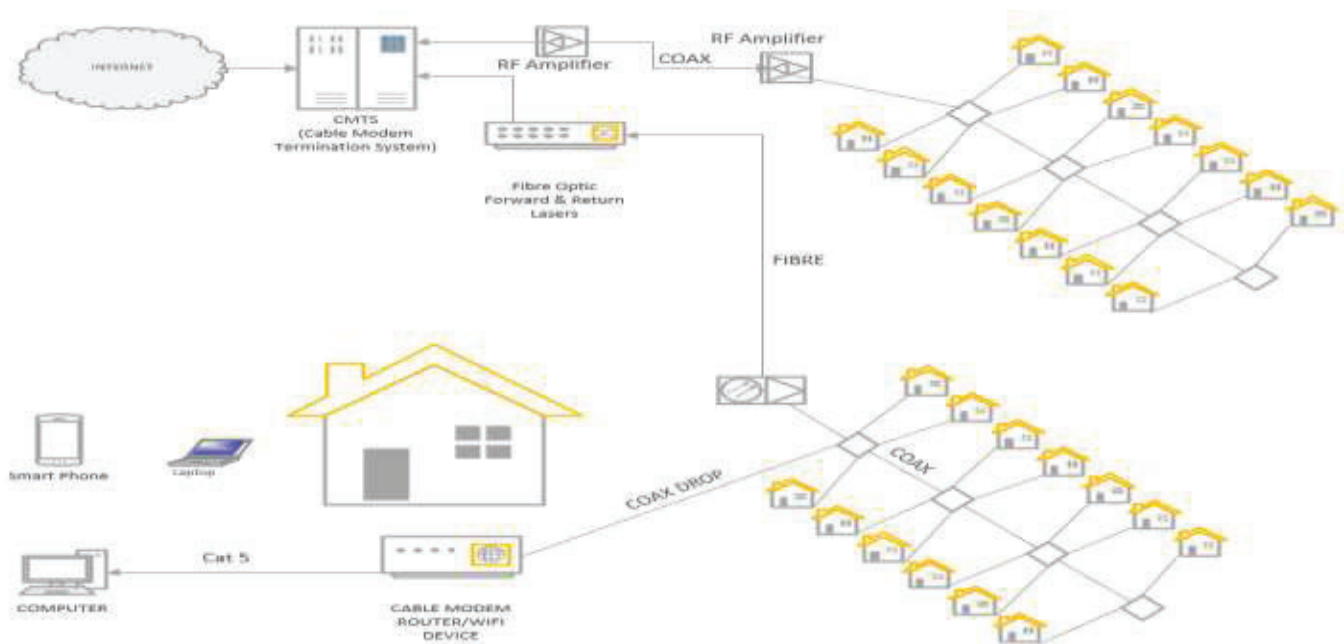 INTERNET
CMTS
(Cable Modem
Termination System)
RF Amplifier
COAX
RF Amplifier
Fibre Optic
Forward & Return
Lasers
FIBRE
Smart Phone
Laptop
COAX DROP
COAX
Cat 5
COMPUTER
CABLE MODEM
ROUTER/WIFI
DEVICE